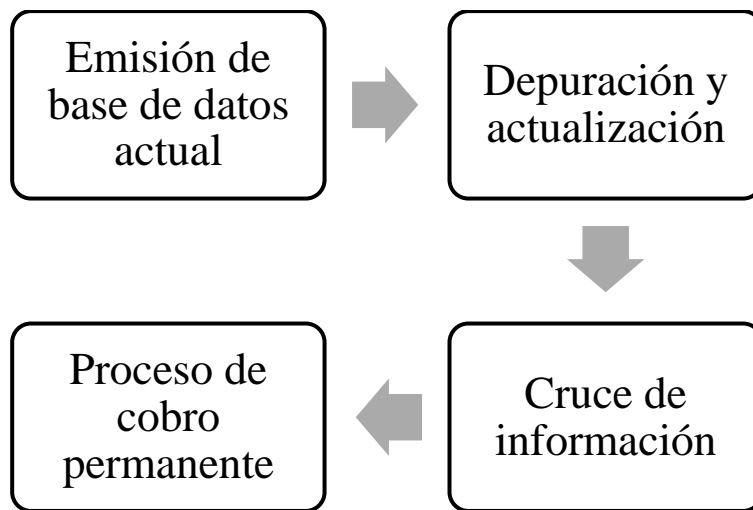 Emisión de
base de datos
actual
Depuración y
actualización
Cruce de
información
Proceso de
cobro
permanente